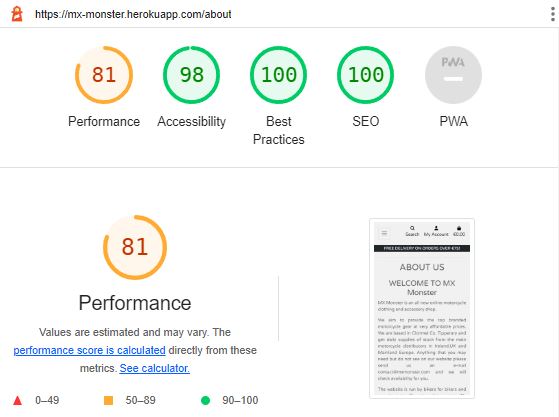 https://mx-monster.herokuapp.com/about
81 98 100 100 PWA
Performance Accessibility Best Practices SEO PWA
81
Performance
Values are estimated and may vary. The
performance score is calculated directly from these
metrics. See calculator.
0–49 50–89 90–100
Search My Account €0.00
FREE DELIVERY ON ORDERS OVER €75!
ABOUT US
WELCOME TO MX
Monster
MX Monster is an all new online motorcycle
clothing and accessory shop.
We aim to provide the top branded
motorcycle gear at very affordable prices.
We are based in Clonmel Co. Tipperary and
get daily supplies of stock from the main
motorcycle distributors in Ireland,UK and
Mainland Europe. Anything that you may
need but do not see on our website please
send us an e-mail
and we will
check availability for you.
The website is run by bikers for bikers and